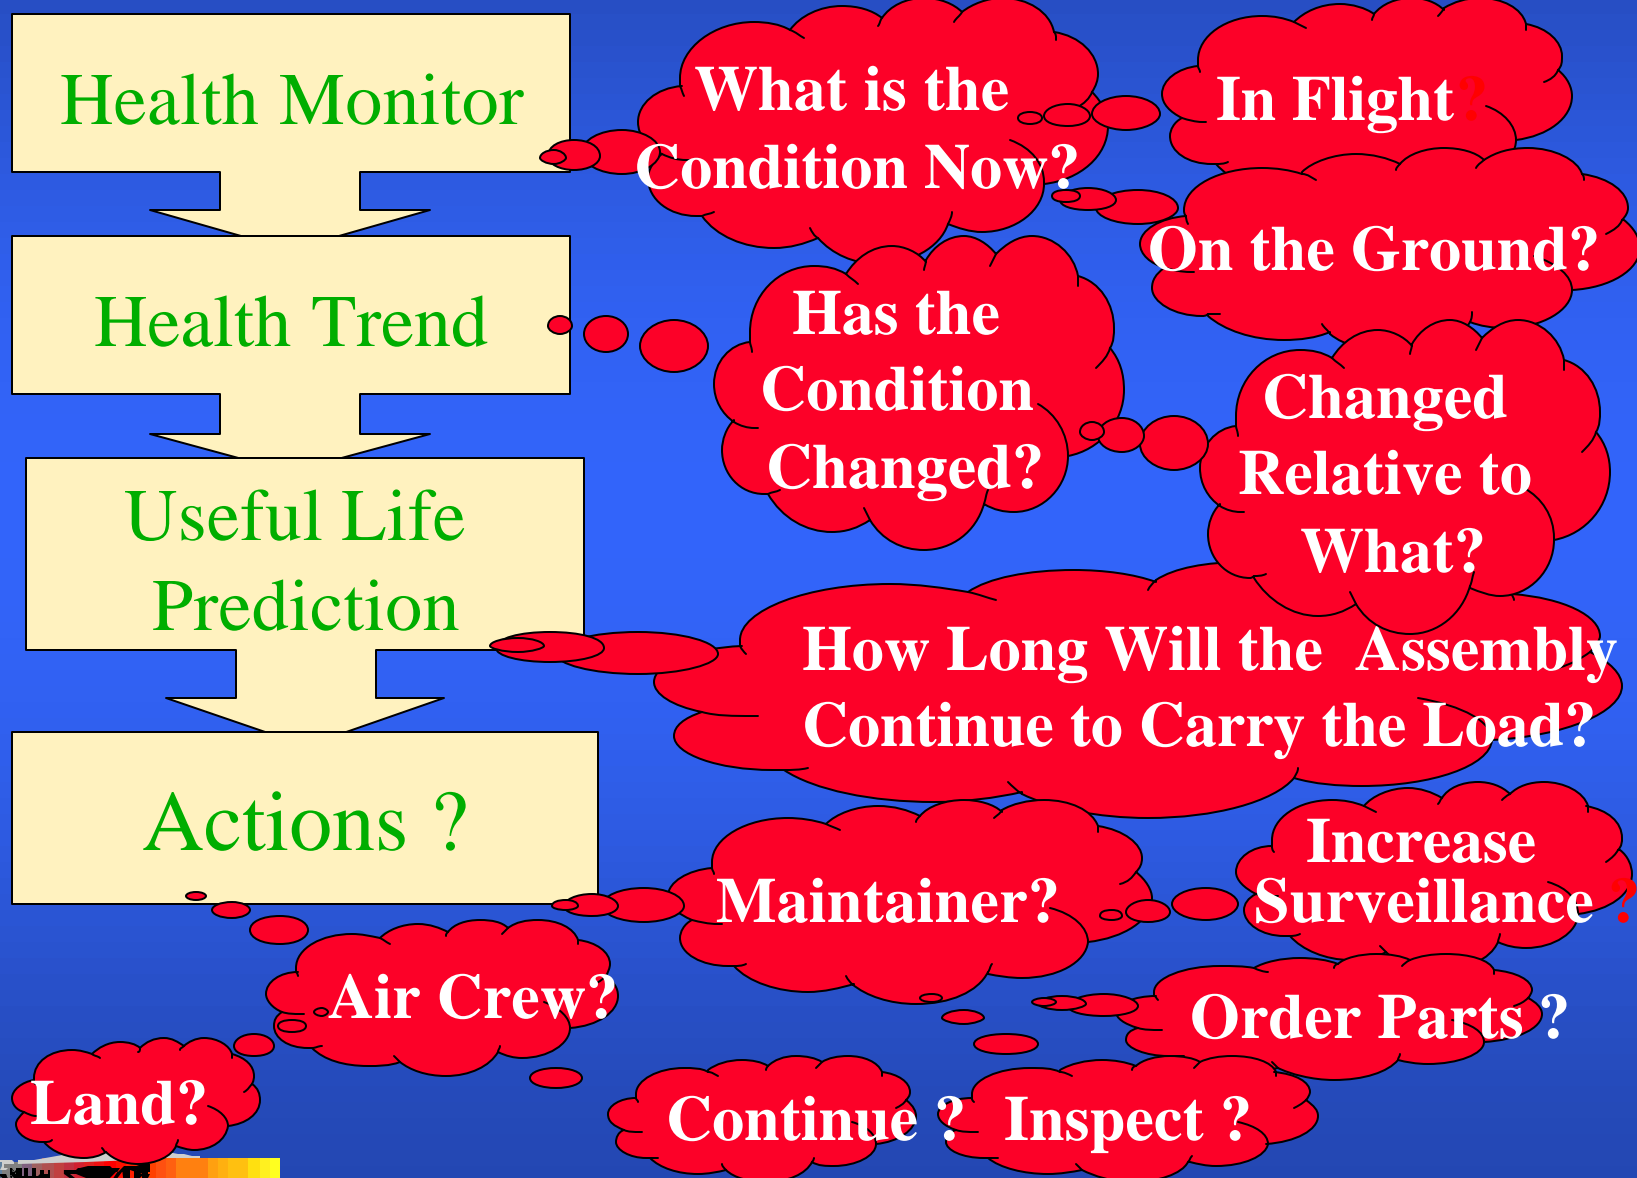 Health Monitor
What is the
Condition Now?
In Flight?
On the Ground?
Health Trend
Has the
Condition
Changed?
Changed
Relative to
What?
Useful Life
Prediction
How Long Will the Assembly
Continue to Carry the Load?
Actions ?
Maintainer?
Increase
Surveillance ?
Air Crew?
Order Parts ?
Land?
Continue ?
Inspect ?